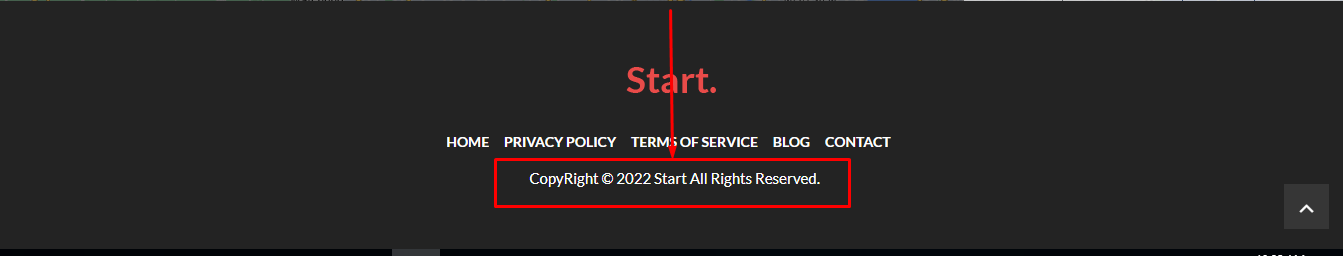 Start.
HOME PRIVACY POLICY TERMS OF SERVICE BLOG CONTACT
CopyRight © 2022 Start All Rights Reserved.